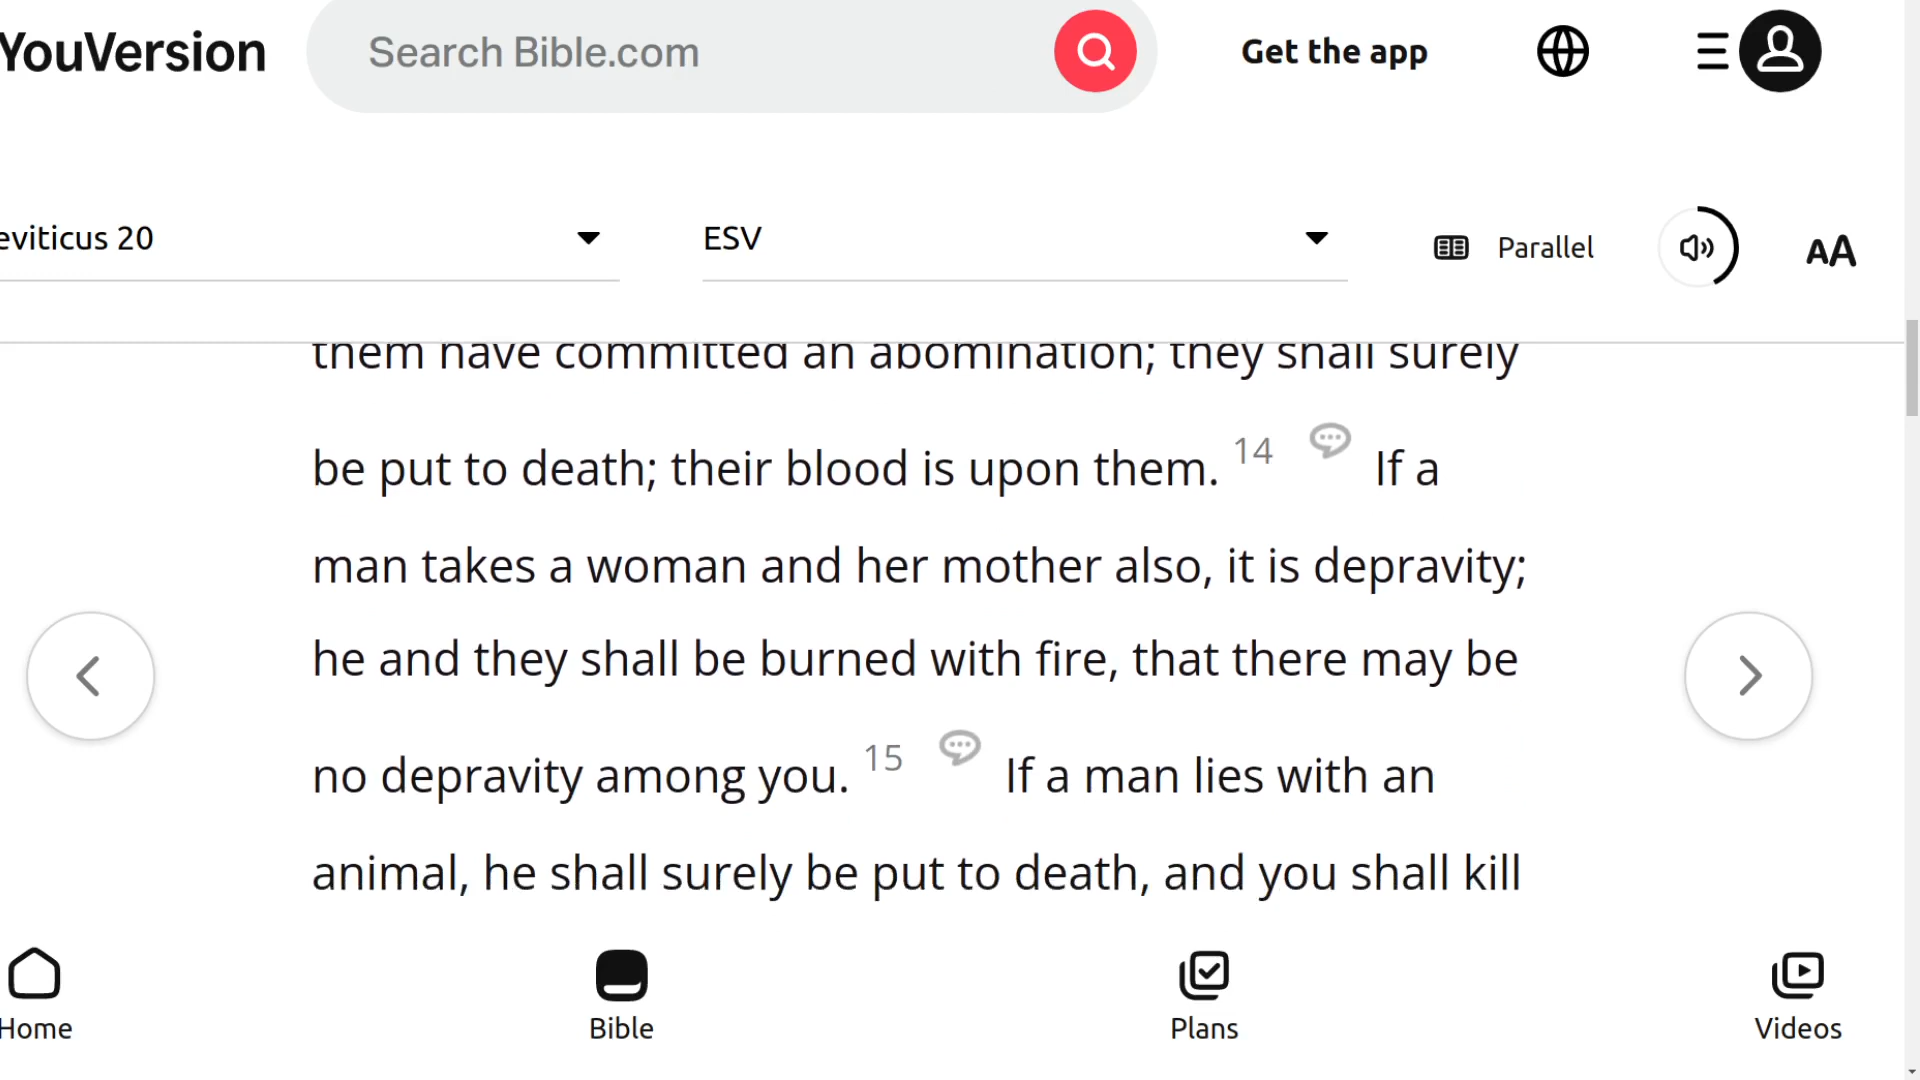 YouVersion
Search Bible.com
Get the app
eviticus 20
ESV
Parallel
AA
them have committed an abomination; they shall surely
be put to death; their blood is upon them. 14 If a
man takes a woman and her mother also, it is depravity;
he and they shall be burned with fire, that there may be
no depravity among you. 15 If a man lies with an
animal, he shall surely be put to death, and you shall kill
Home
Bible
Plans
Videos